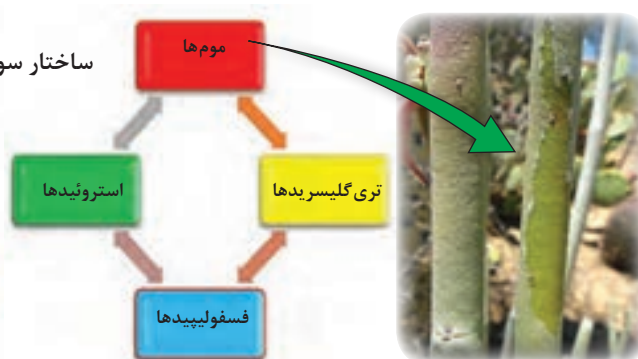 ساختار سو
موم‌ها
استروئیدها
تری‌گلیسریدها
فسفولیپیدها